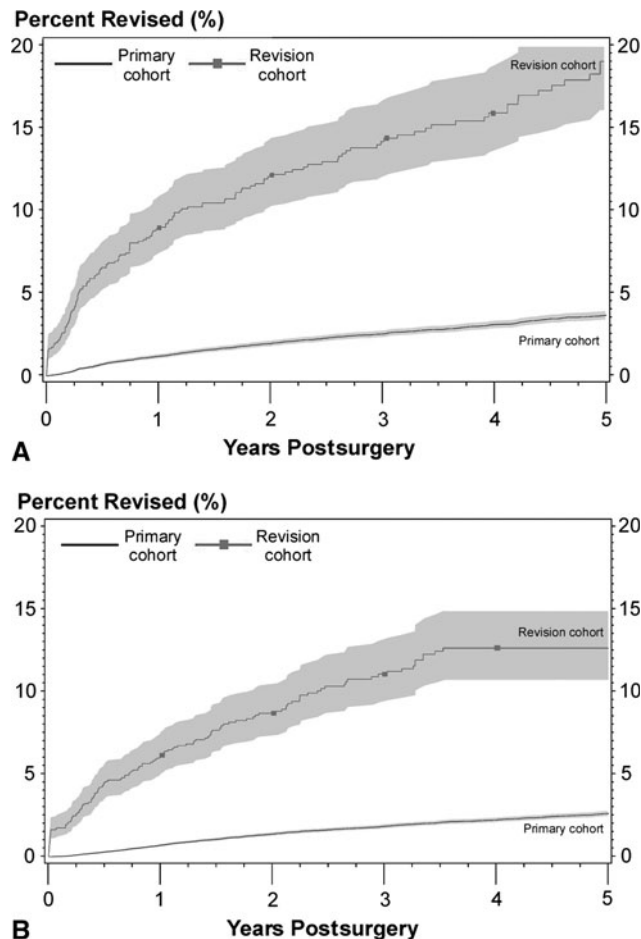 Percent Revised (%)
20 20
Primary cohort Revision cohort
Revision cohort
15 15
10 10
5 5
Primary cohort
0 0
0 1 2 3 4 5
A Years Postsurgery
Percent Revised (%)
20 20
Primary cohort Revision cohort
15 15
Revision cohort
10 10
5 5
Primary cohort
0 0
0 1 2 3 4 5
B Years Postsurgery